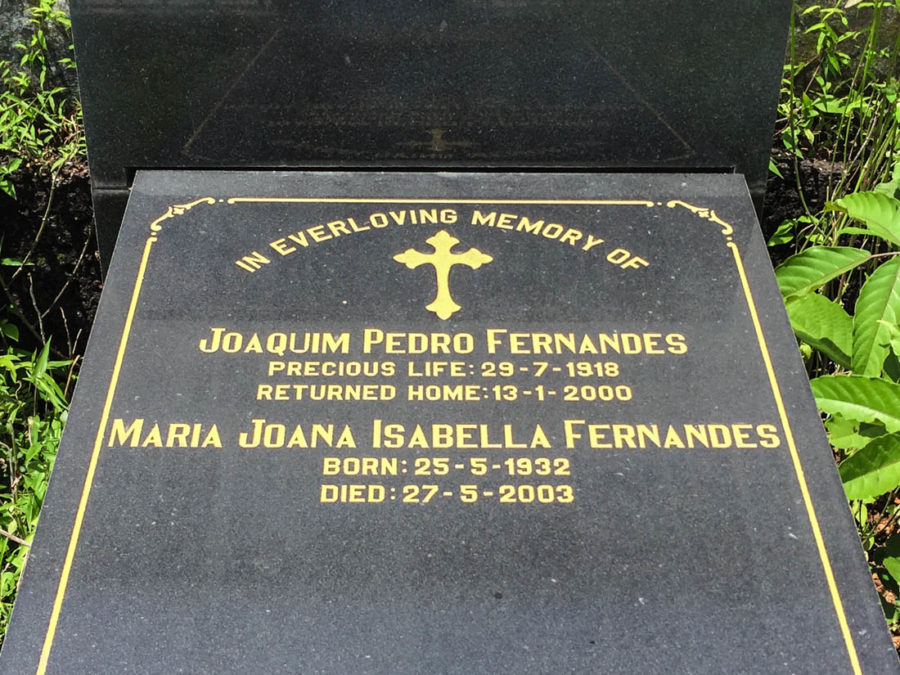 IN EVERLOVING MEMORY OF
JOAQUIM PEDRO FERNANDES
PRECIOUS LIFE: 29-7-1918
RETURNED HOME: 13-1-2000
MARIA JOANA ISABELLA FERNANDES
BORN: 25-5-1932
DIED: 27-5-2003